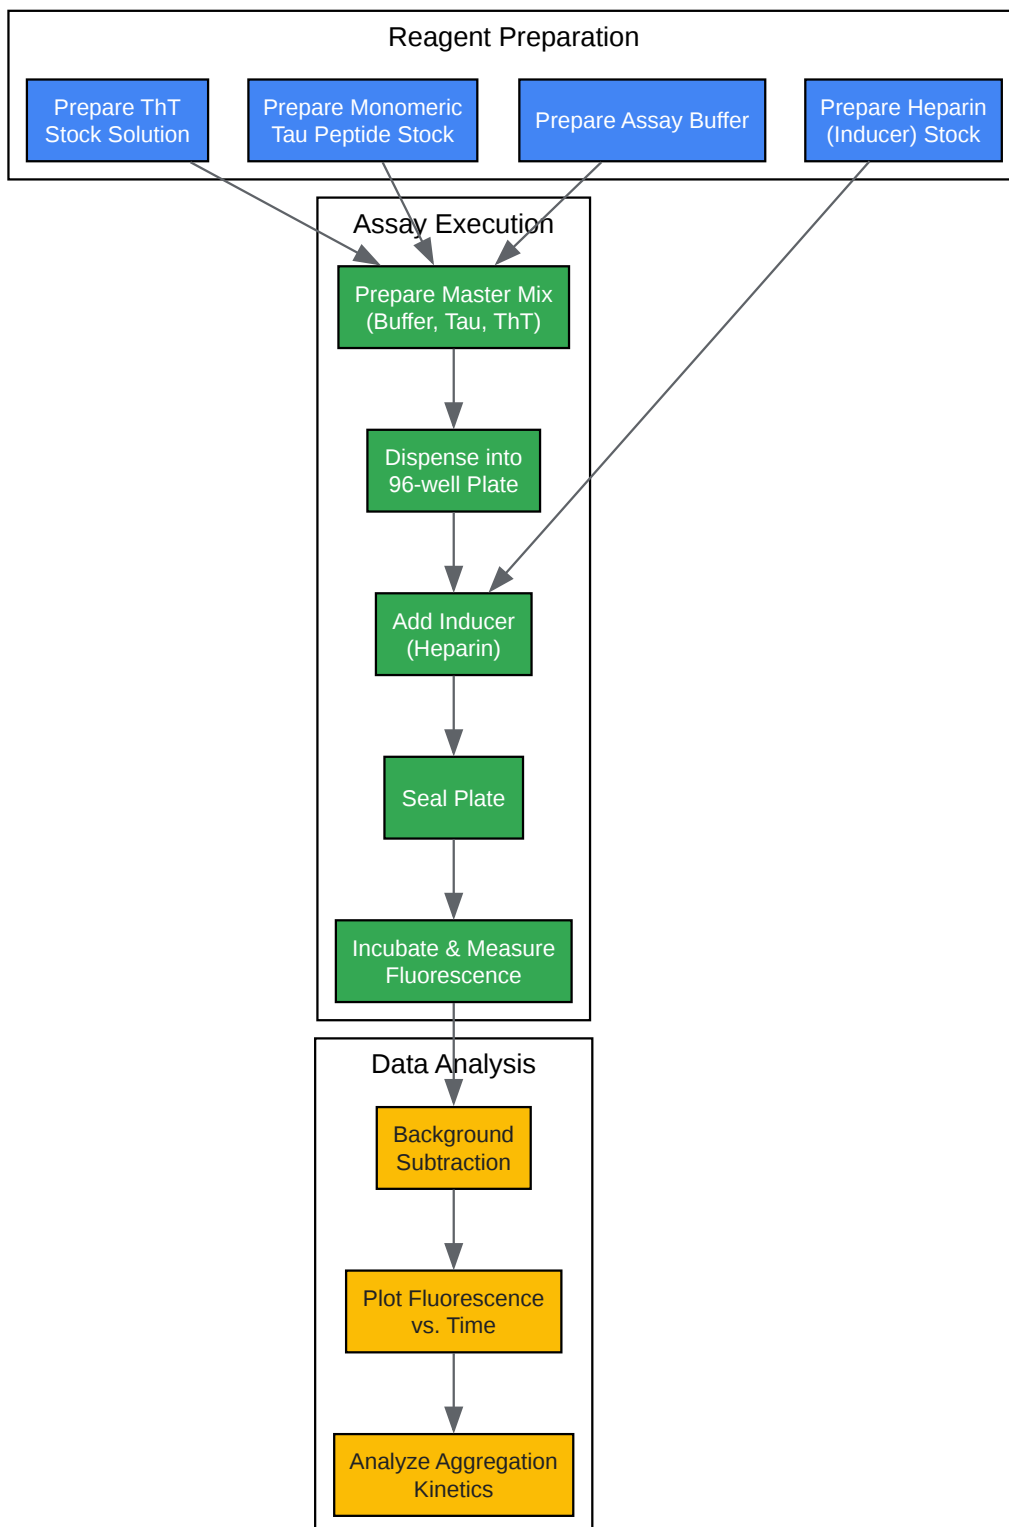 Reagent Preparation
Prepare ThT
Stock Solution
Prepare Monomeric
Tau Peptide Stock
Prepare Assay Buffer
Prepare Heparin
(Inducer) Stock
Assay Execution
Prepare Master Mix
(Buffer, Tau, ThT)
Dispense into
96-well Plate
Add Inducer
(Heparin)
Seal Plate
Incubate & Measure
Fluorescence
Data Analysis
Background
Subtraction
Plot Fluorescence
vs. Time
Analyze Aggregation
Kinetics